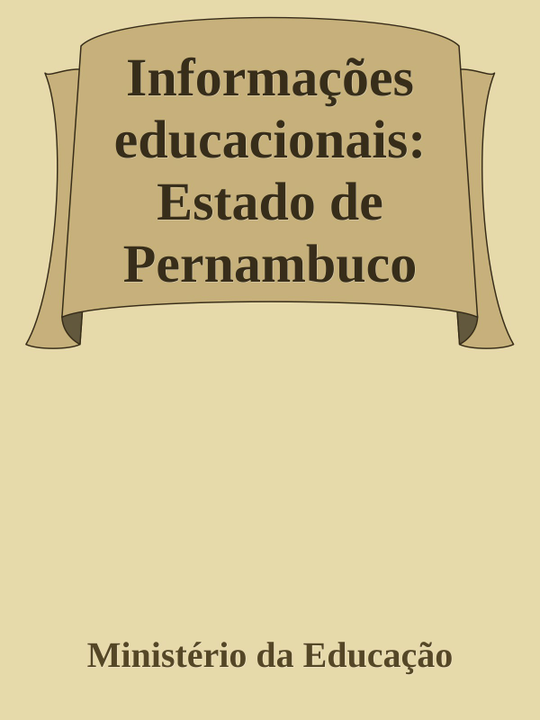 Informações
educacionais:
Estado de
Pernambuco
Ministério da Educação